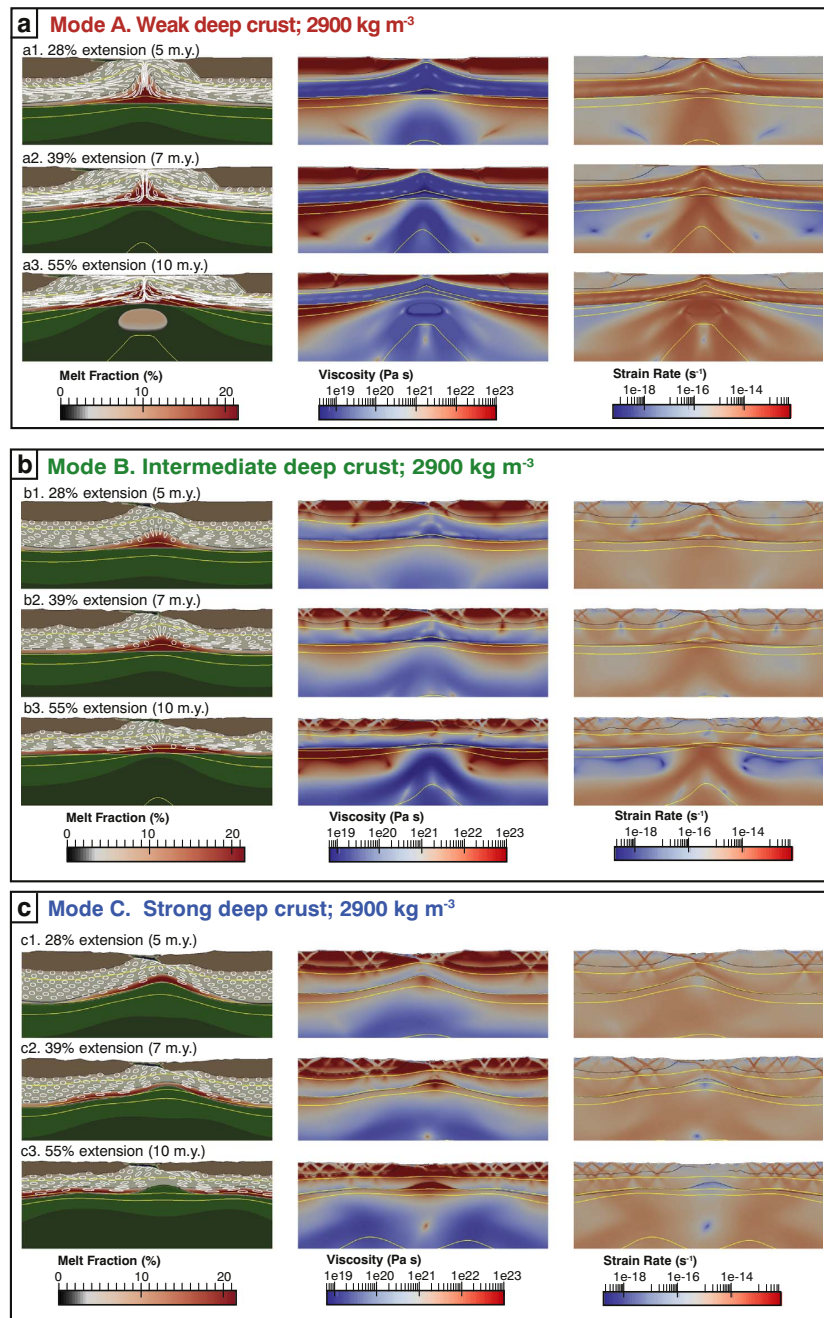 a Mode A. Weak deep crust; 2900 kg m⁻³
a1. 28% extension (5 m.y.)
a2. 39% extension (7 m.y.)
a3. 55% extension (10 m.y.)
Melt Fraction (%) Viscosity (Pa s) Strain Rate (s⁻¹)
0 10 20 1e19 1e20 1e21 1e22 1e23 1e-18 1e-16 1e-14
b Mode B. Intermediate deep crust; 2900 kg m⁻³
b1. 28% extension (5 m.y.)
b2. 39% extension (7 m.y.)
b3. 55% extension (10 m.y.)
Melt Fraction (%) Viscosity (Pa s) Strain Rate (s⁻¹)
0 10 20 1e19 1e20 1e21 1e22 1e23 1e-18 1e-16 1e-14
c Mode C. Strong deep crust; 2900 kg m⁻³
c1. 28% extension (5 m.y.)
c2. 39% extension (7 m.y.)
c3. 55% extension (10 m.y.)
Melt Fraction (%) Viscosity (Pa s) Strain Rate (s⁻¹)
0 10 20 1e19 1e20 1e21 1e22 1e23 1e-18 1e-16 1e-14